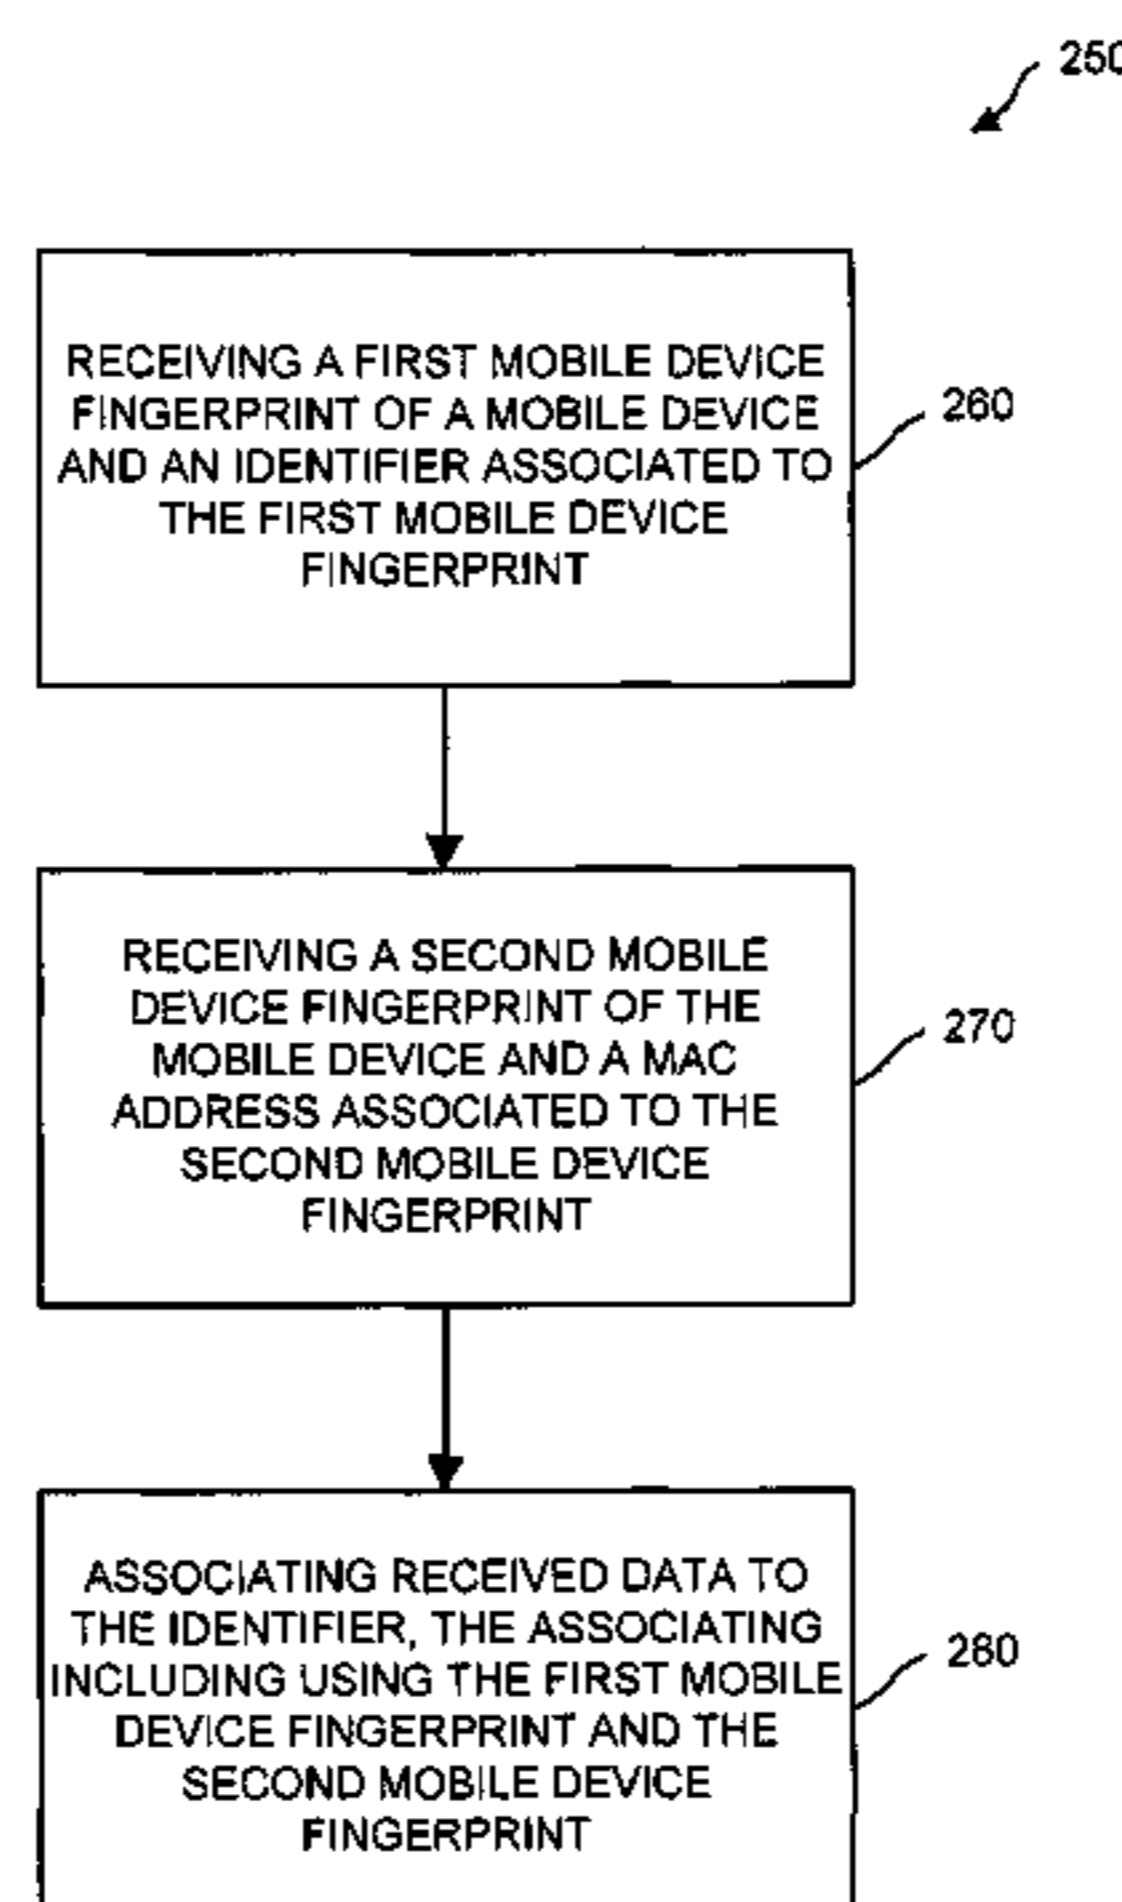 250
RECEIVING A FIRST MOBILE DEVICE
FINGERPRINT OF A MOBILE DEVICE
AND AN IDENTIFIER ASSOCIATED TO
THE FIRST MOBILE DEVICE
FINGERPRINT
260
RECEIVING A SECOND MOBILE
DEVICE FINGERPRINT OF THE
MOBILE DEVICE AND A MAC
ADDRESS ASSOCIATED TO THE
SECOND MOBILE DEVICE
FINGERPRINT
270
ASSOCIATING RECEIVED DATA TO
THE IDENTIFIER, THE ASSOCIATING
INCLUDING USING THE FIRST MOBILE
DEVICE FINGERPRINT AND THE
SECOND MOBILE DEVICE
FINGERPRINT
280